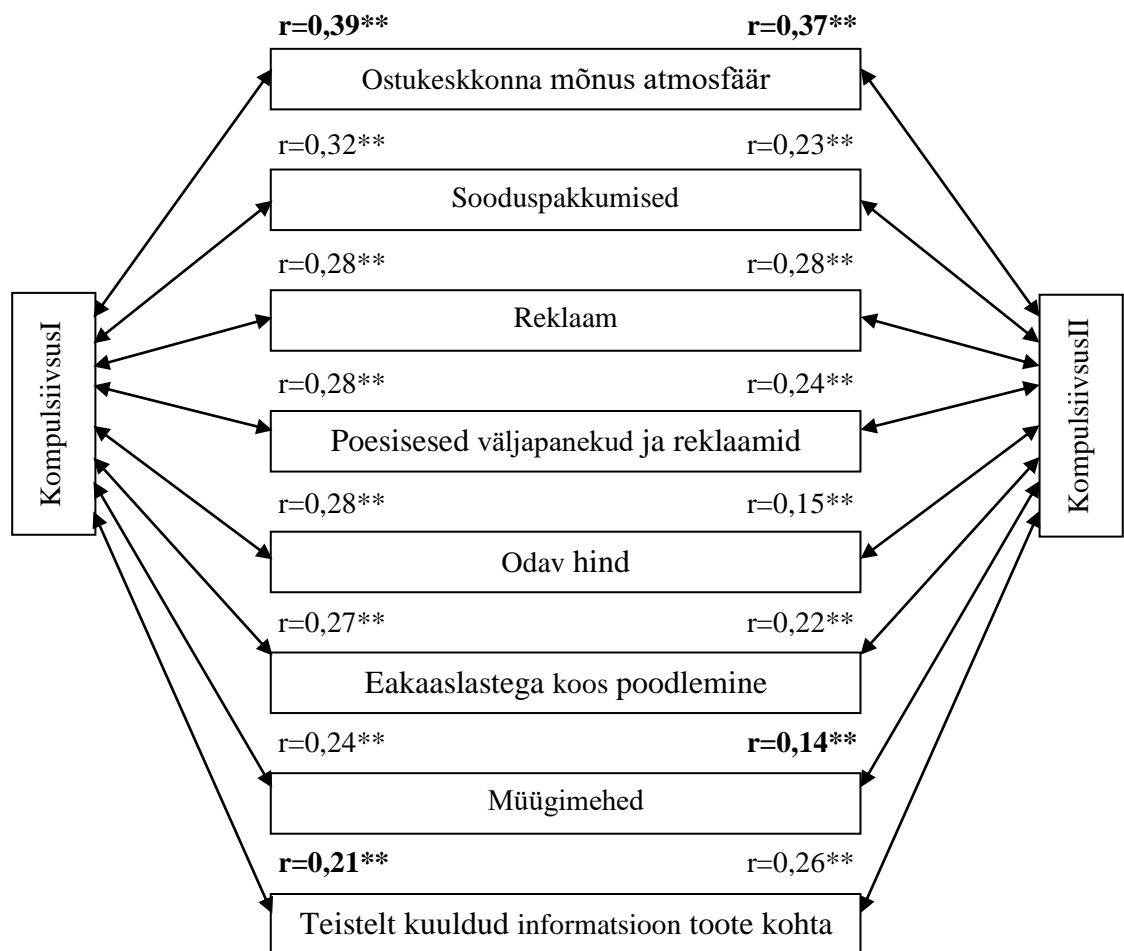 r=0,39** r=0,37**
Ostukeskkonna mõnus atmosfäär
r=0,32** r=0,23**
Sooduspakkumised
r=0,28** r=0,28**
Reklaam
KompulsiivsusI
KompulsiivsusII
r=0,28** r=0,24**
Poesisesed väljapanekud ja reklaamid
r=0,28** r=0,15**
Odav hind
r=0,27** r=0,22**
Eakaaslastega koos poodlemine
r=0,24** r=0,14**
Müügimehed
r=0,21** r=0,26**
Teistelt kuuldud informatsioon toote kohta